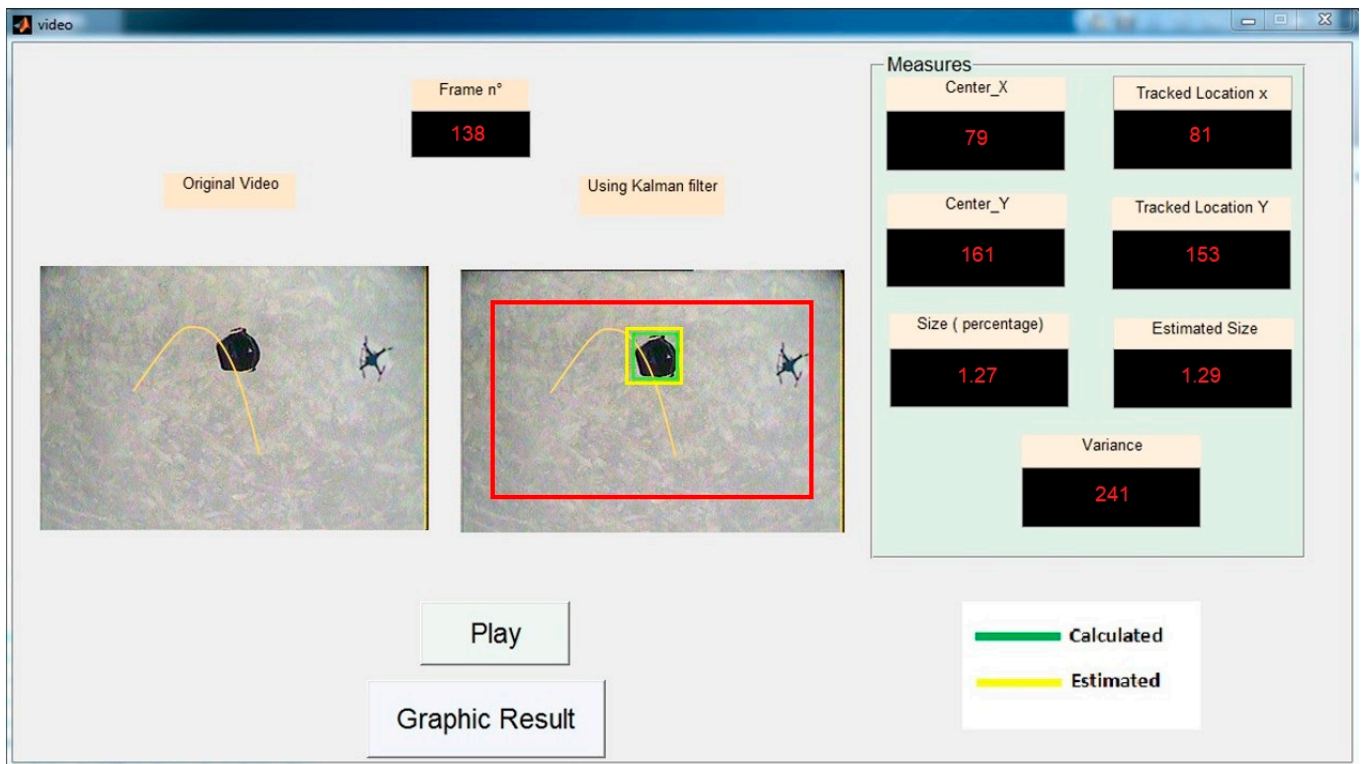 video
Frame n°
138
Original Video
Using Kalman filter
Measures
Center_X
79
Tracked Location x
81
Center_Y
161
Tracked Location Y
153
Size ( percentage)
1.27
Estimated Size
1.29
Variance
241
Play
Graphic Result
Calculated
Estimated